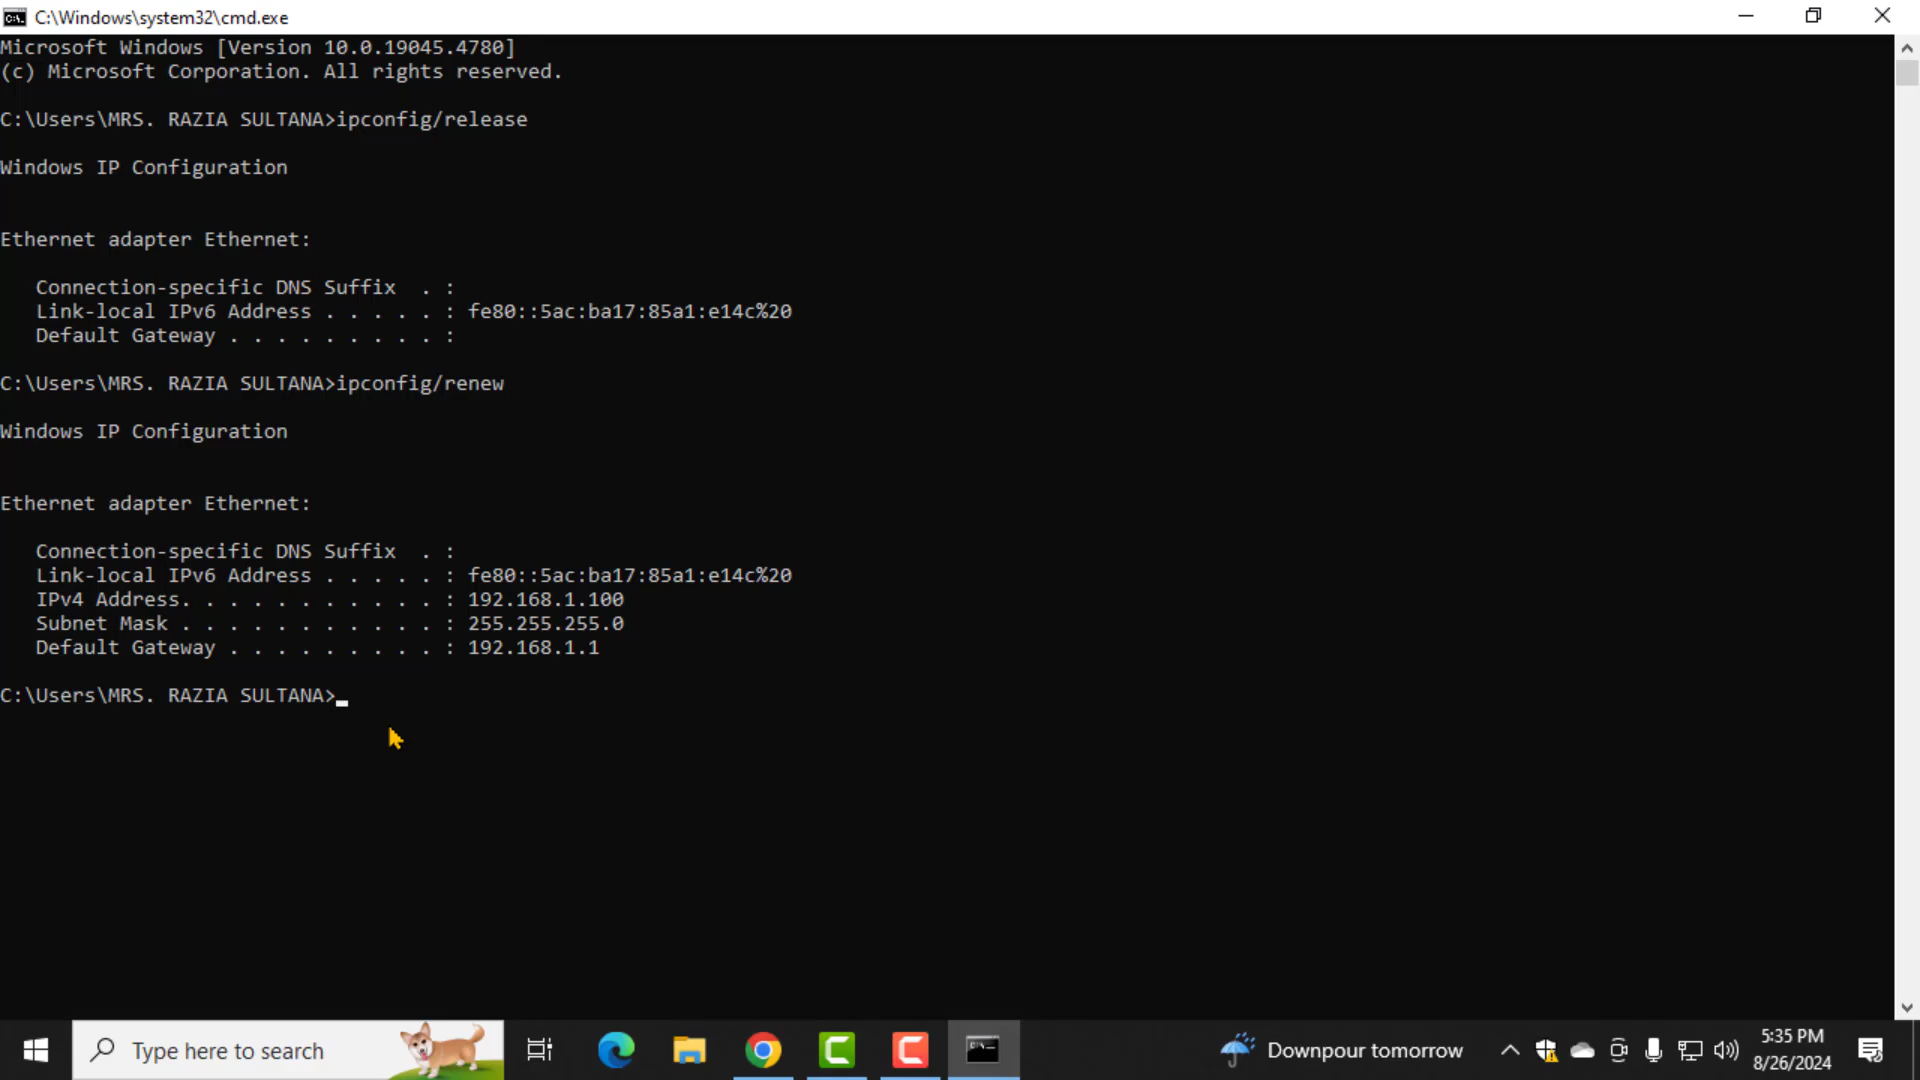 C:\Windows\system32\cmd.exe
Microsoft Windows [Version 10.0.19045.4780]
(c) Microsoft Corporation. All rights reserved.
C:\Users\MRS. RAZIA SULTANA>ipconfig/release
Windows IP Configuration
Ethernet adapter Ethernet:
Connection-specific DNS Suffix  . :
Link-local IPv6 Address . . . . . : fe80::5ac:ba17:85a1:e14c%20
Default Gateway . . . . . . . . . :
C:\Users\MRS. RAZIA SULTANA>ipconfig/renew
Windows IP Configuration
Ethernet adapter Ethernet:
Connection-specific DNS Suffix  . :
Link-local IPv6 Address . . . . . : fe80::5ac:ba17:85a1:e14c%20
IPv4 Address. . . . . . . . . . . : 192.168.1.100
Subnet Mask . . . . . . . . . . . : 255.255.255.0
Default Gateway . . . . . . . . . : 192.168.1.1
C:\Users\MRS. RAZIA SULTANA>
Type here to search
Downpour tomorrow
5:35 PM
8/26/2024